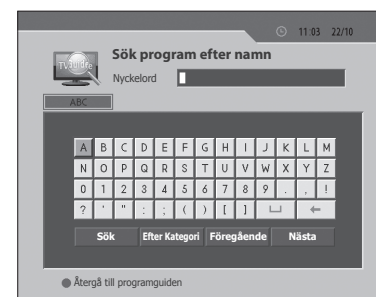 11:03 22/10
TVGuide
Sök program efter namn
Nyckelord
ABC
A B C D E F G H I J K L M
N O P Q R S T U V W X Y Z
0 1 2 3 4 5 6 7 8 9 . , !
? ' " : ; ( ) [ ]
Sök Efter Kategori Föregående Nästa
Återgå till programguiden